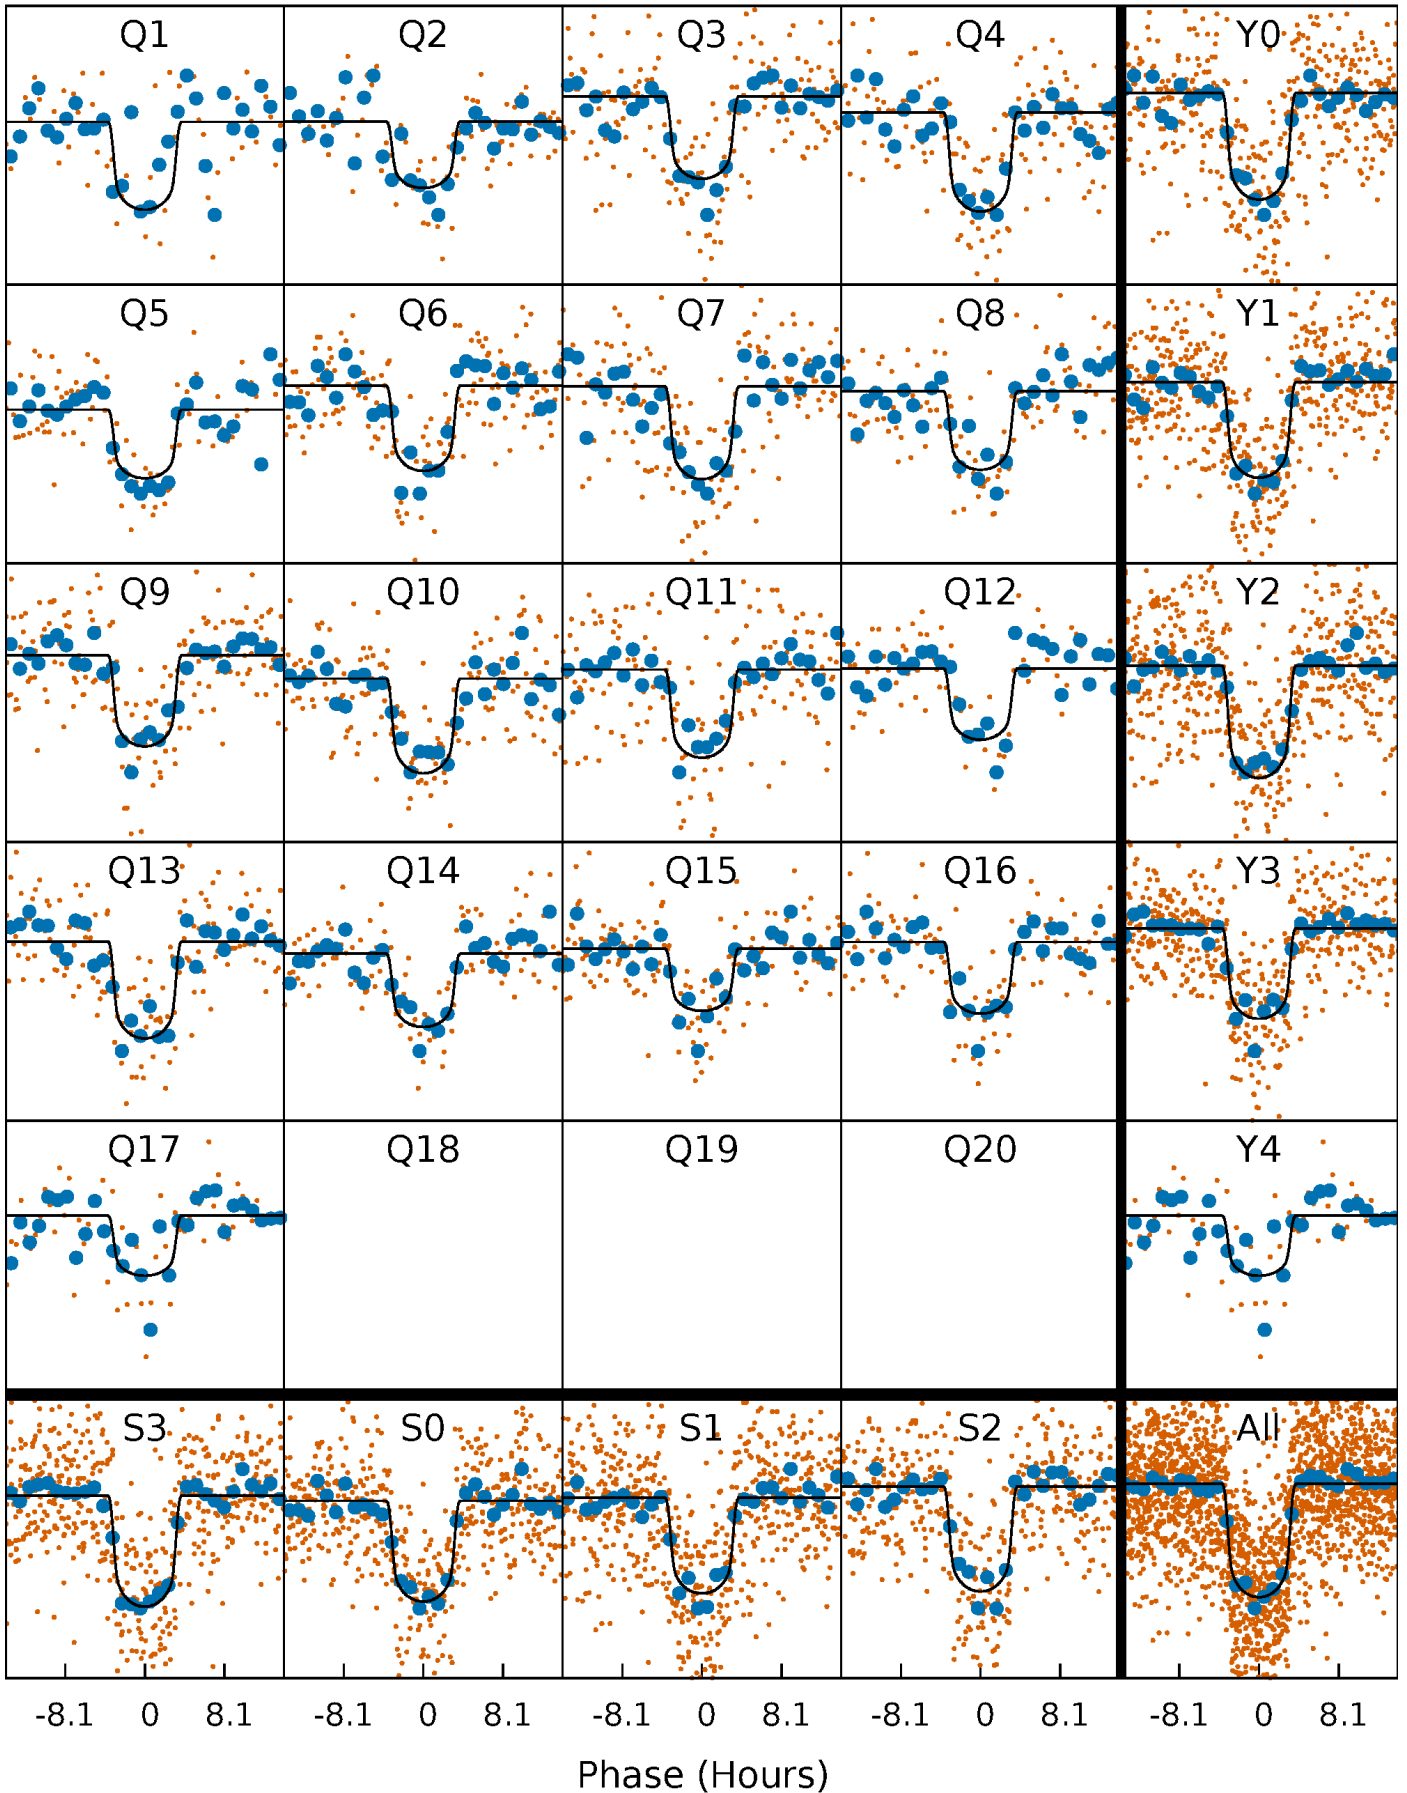 Q1 Q2 Q3 Q4 Y0
Q5 Q6 Q7 Q8 Y1
Q9 Q10 Q11 Q12 Y2
Q13 Q14 Q15 Q16 Y3
Q17 Q18 Q19 Q20 Y4
S3 S0 S1 S2 All
-8.1 0 8.1 -8.1 0 8.1 -8.1 0 8.1 -8.1 0 8.1 -8.1 0 8.1
Phase (Hours)